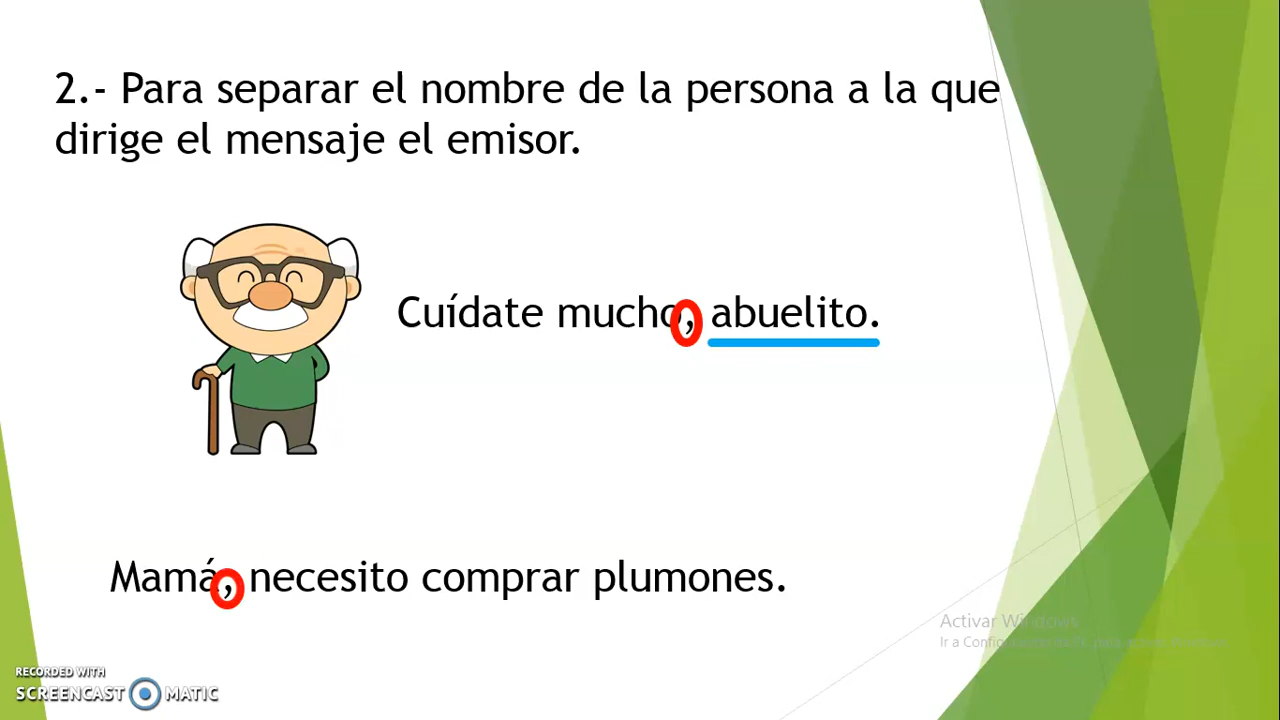 2.- Para separar el nombre de la persona a la que
dirige el mensaje el emisor.
Cuídate mucho, abuelito.
Mamá, necesito comprar plumones.
Activar Windows
Ir a para activar Windows.
RECORDED WITH
SCREENCAST MATIC